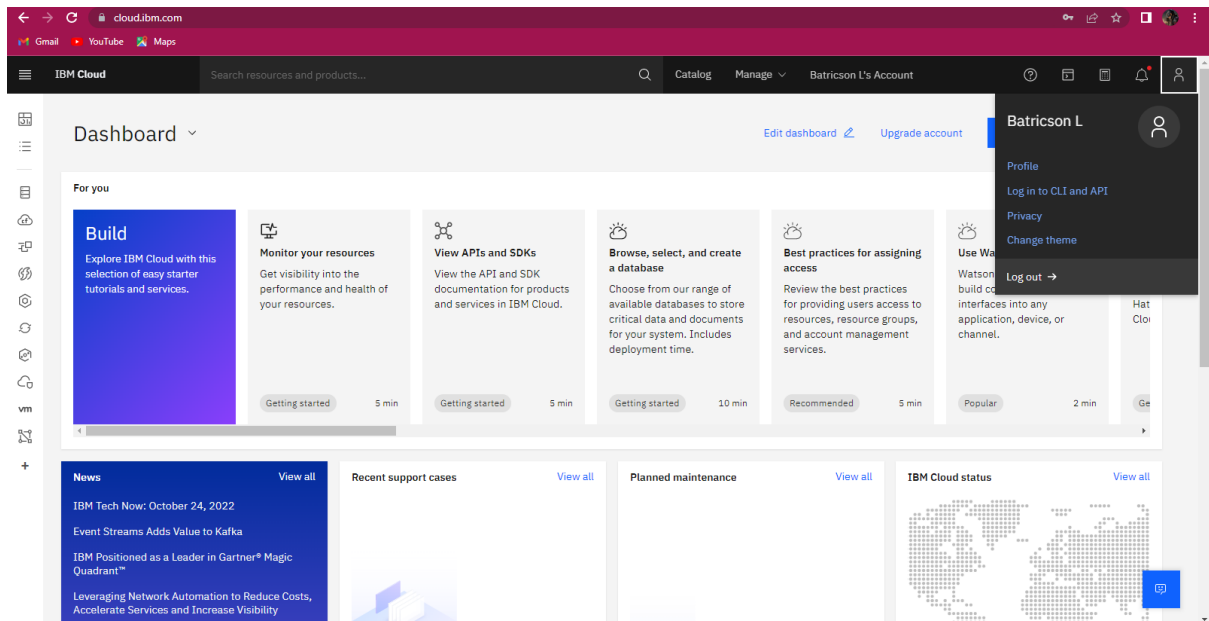 cloud.ibm.com
Gmail YouTube Maps
IBM Cloud
Search resources and products...
Catalog Manage Batricson L's Account
Dashboard
Edit dashboard Upgrade account
Batricson L
Profile
Log in to CLI and API
Privacy
Change theme
Log out →
For you
Build
Explore IBM Cloud with this
selection of easy starter
tutorials and services.
Monitor your resources
Get visibility into the
performance and health of
your resources.
Getting started 5 min
View APIs and SDKs
View the API and SDK
documentation for products
and services in IBM Cloud.
Getting started 5 min
Browse, select, and create
a database
Choose from our range of
available databases to store
critical data and documents
for your system. Includes
deployment time.
Getting started 10 min
Best practices for assigning
access
Review the best practices
for providing users access to
resources, resource groups,
and account management
services.
Recommended 5 min
Use Wa
Watson
build co
interfaces into any
application, device, or
channel.
Popular 2 min
Hat
Clo
Ge
vm
News View all
IBM Tech Now: October 24, 2022
Event Streams Adds Value to Kafka
IBM Positioned as a Leader in Gartner® Magic
Quadrant™
Leveraging Network Automation to Reduce Costs,
Accelerate Services and Increase Visibility
Recent support cases View all
Planned maintenance View all
IBM Cloud status View all